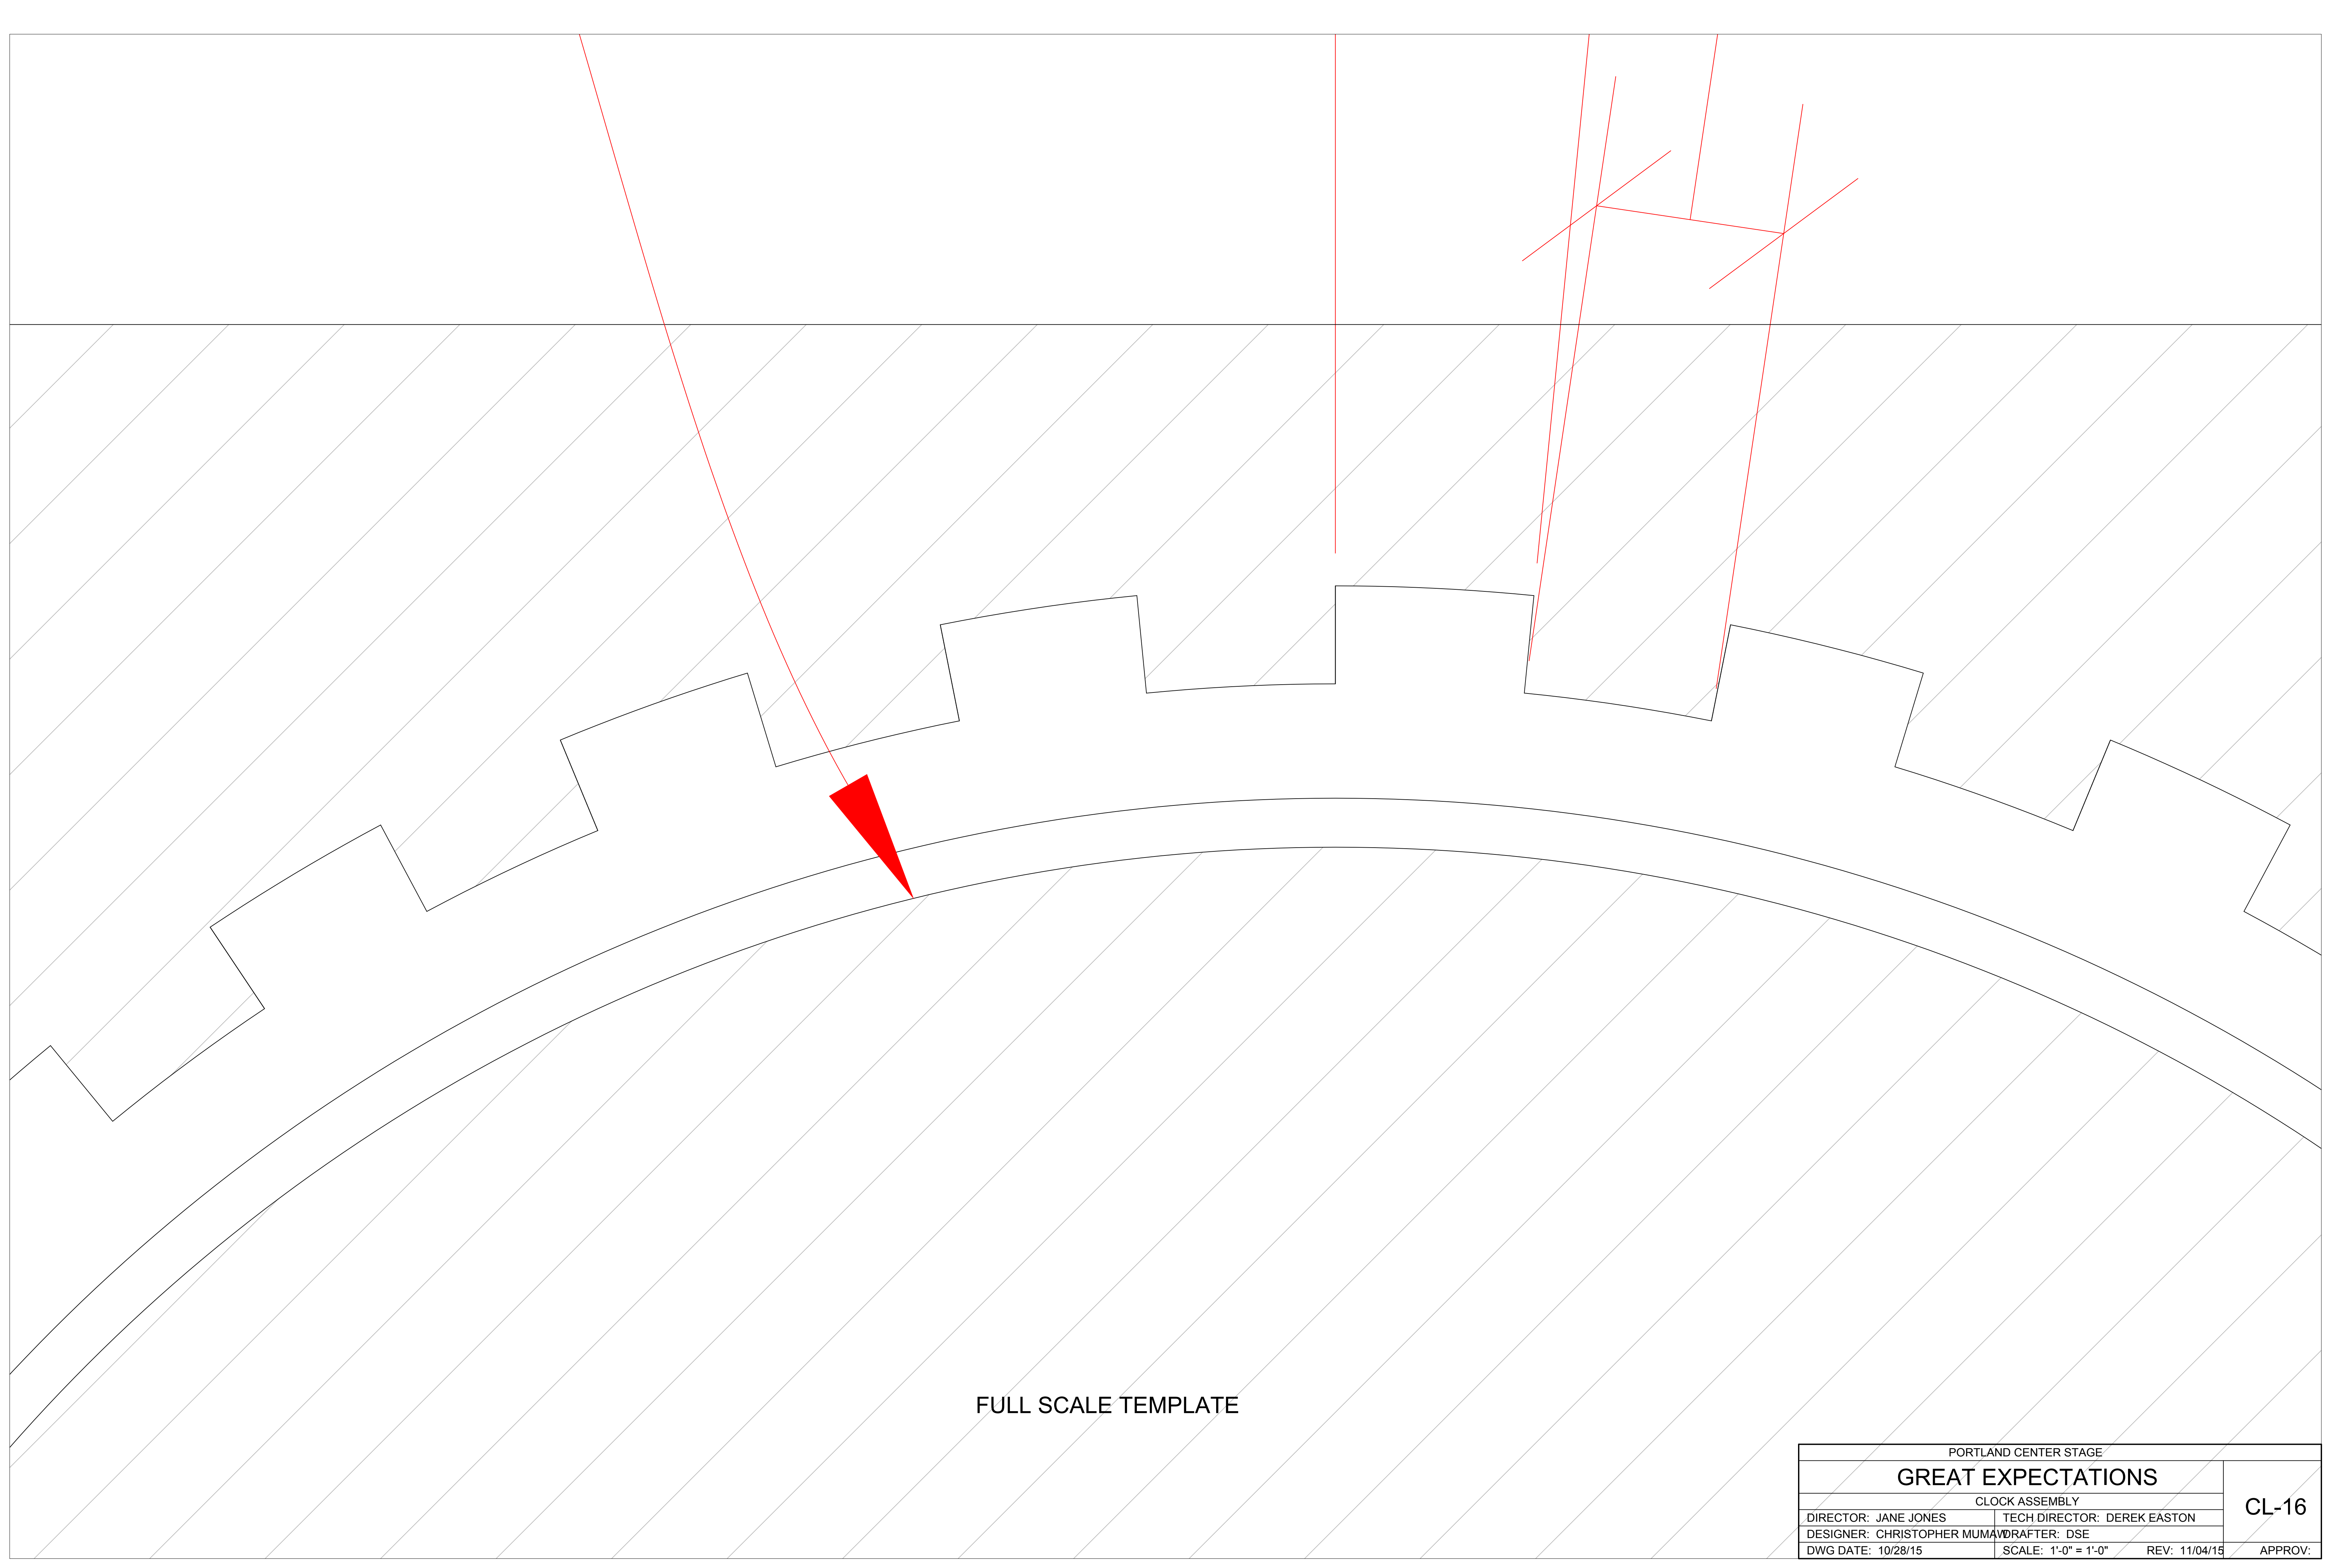 FULL SCALE TEMPLATE
PORTLAND CENTER STAGE
GREAT EXPECTATIONS
CLOCK ASSEMBLY
CL-16
DIRECTOR: JANE JONES TECH DIRECTOR: DEREK EASTON
DESIGNER: CHRISTOPHER MUMAW DRAFTER: DSE
DWG DATE: 10/28/15 SCALE: 1'-0" = 1'-0" REV: 11/04/15 APPROV: